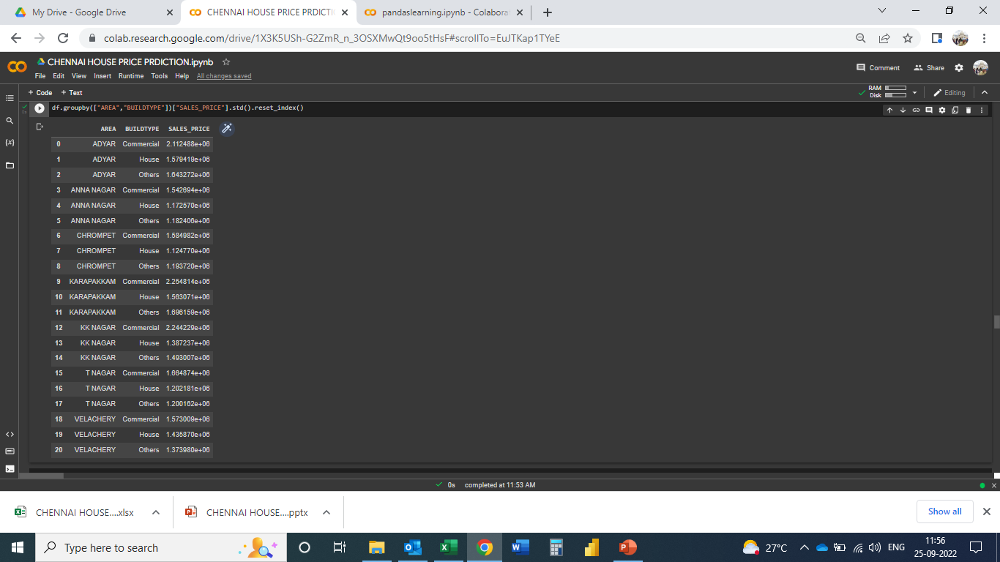 My Drive - Google Drive
CHENNAI HOUSE PRICE PRDICTI
pandaslearning.ipynb - Colabora
colab.research.google.com/drive/1X3K5USh-G2ZmR_n_3OSXMwQt9oo5tHsF#scrollTo=EuJTKap1TYeE
CHENNAI HOUSE PRICE PRDICTION.ipynb
Comment Share
File Edit View Insert Runtime Tools Help All changes saved
+ Code + Text
RAM
Disk
Editing
df.groupby(["AREA","BUILDTYPE"])["SALES_PRICE"].std().reset_index()
0s
AREA BUILDTYPE SALES_PRICE
0 ADYAR Commercial 2.112488e+06
1 ADYAR House 1.579419e+06
2 ADYAR Others 1.643272e+06
3 ANNA NAGAR Commercial 1.542694e+06
4 ANNA NAGAR House 1.172570e+06
5 ANNA NAGAR Others 1.182406e+06
6 CHROMPET Commercial 1.584982e+06
7 CHROMPET House 1.124770e+06
8 CHROMPET Others 1.193720e+06
9 KARAPAKKAM Commercial 2.254814e+06
10 KARAPAKKAM House 1.563071e+06
11 KARAPAKKAM Others 1.696159e+06
12 KK NAGAR Commercial 2.244229e+06
13 KK NAGAR House 1.387237e+06
14 KK NAGAR Others 1.493007e+06
15 T NAGAR Commercial 1.664874e+06
16 T NAGAR House 1.202181e+06
17 T NAGAR Others 1.200162e+06
18 VELACHERY Commercial 1.573009e+06
19 VELACHERY House 1.435870e+06
20 VELACHERY Others 1.373980e+06
0s completed at 11:53 AM
CHENNAI HOUSE....xlsx
CHENNAI HOUSE....pptx
Show all
Type here to search
27°C
ENG
11:56
25-09-2022